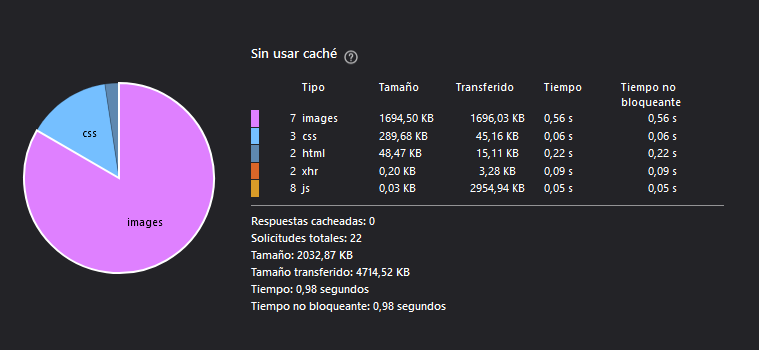 Sin usar caché ?
Tipo Tamaño Transferido Tiempo Tiempo no bloqueante
7 images 1694,50 KB 1696,03 KB 0,56 s 0,56 s
3 css 289,68 KB 45,16 KB 0,06 s 0,06 s
2 html 48,47 KB 15,11 KB 0,22 s 0,22 s
2 xhr 0,20 KB 3,28 KB 0,09 s 0,09 s
8 js 0,03 KB 2954,94 KB 0,05 s 0,05 s
Respuestas cacheadas: 0
Solicitudes totales: 22
Tamaño: 2032,87 KB
Tamaño transferido: 4714,52 KB
Tiempo: 0,98 segundos
Tiempo no bloqueante: 0,98 segundos
css
images